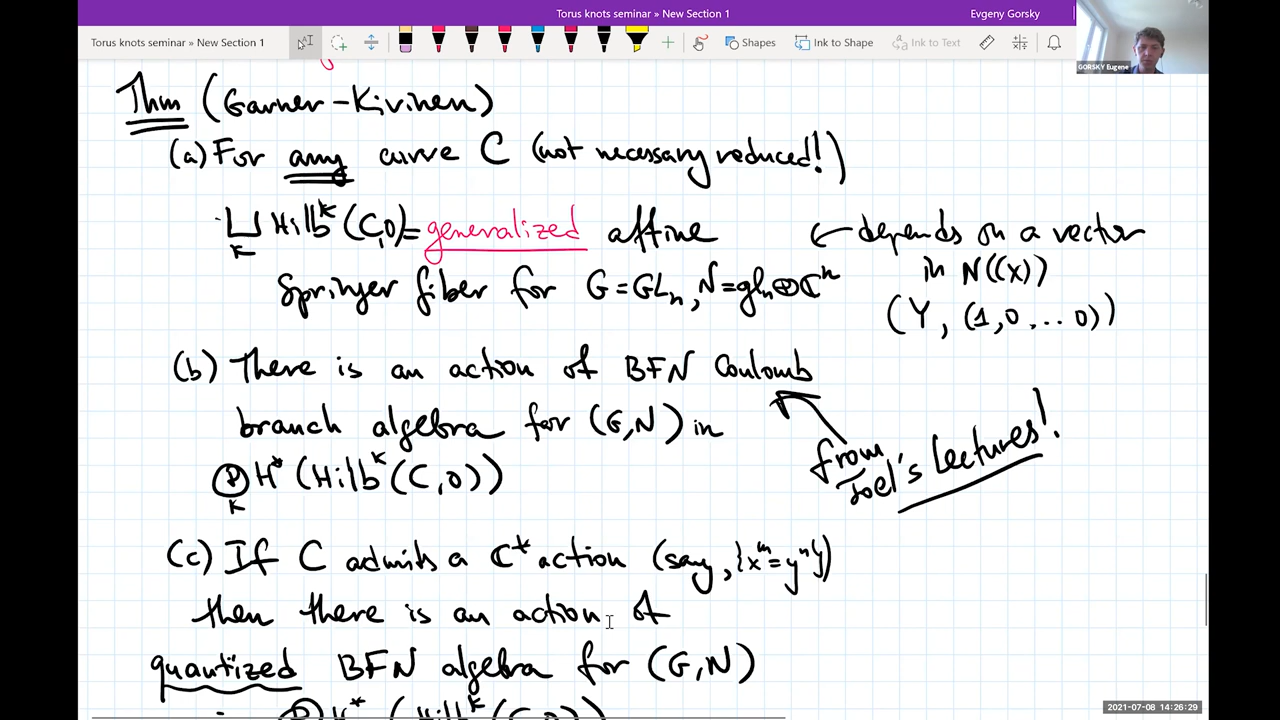 Torus knots seminar » New Section 1
Evgeny Gorsky
Torus knots seminar » New Section 1
Shapes
Ink to Shape
Ink to Text
GORSKY Eugene
Thm (Garner-Kivinen)
(a) For any curve C (not necessary reduced!)
⊔ Hilb^k (C,0) = generalized affine
k
← depends on a vector
in N((x))
Springer fiber for G = GL_n, N = gl_n ⊕ C^n
(Y, (1,0,...0))
(b) There is an action of BFN Coulomb
branch algebra for (G,N) in
from
Joel's Lectures!
⊕ H* (Hilb^k (C,0))
k
(c) If C admits a C* action (say, {x^m = y^n})
then there is an action of
quantized BFN algebra for (G,N)
⊕ H* (Hilb^k (C,0))
2021-07-08 14:26:29